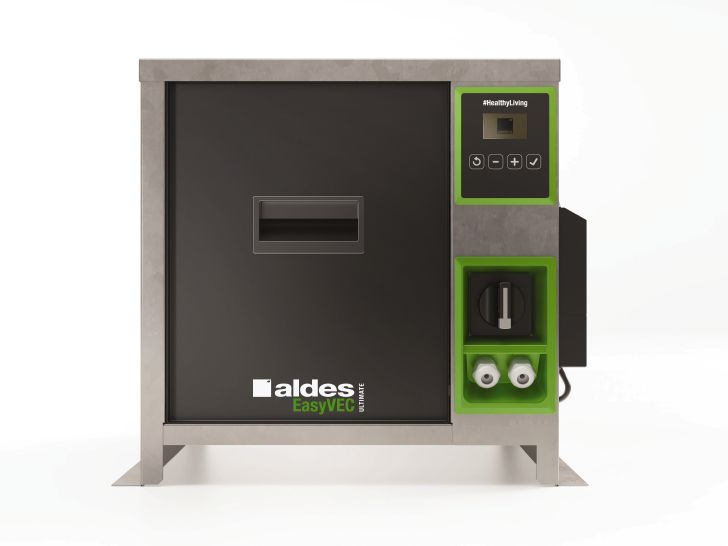 #HealthyLiving
aldes
EasyVEC
ULTIMATE